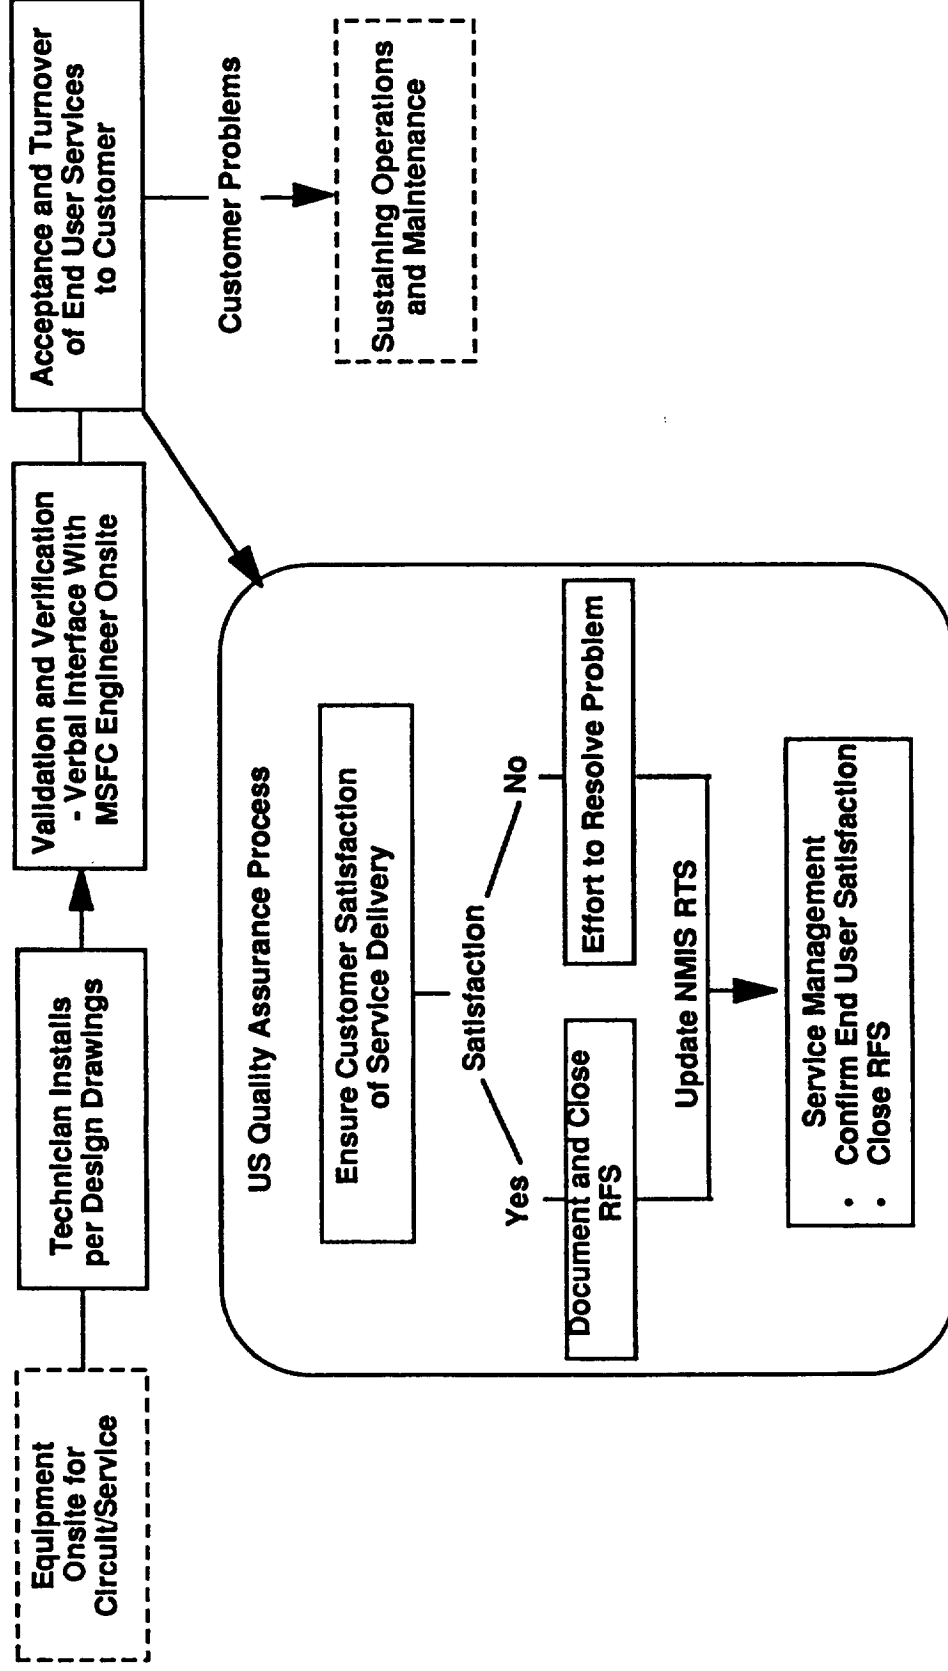 Equipment
Onsite for
Circuit/Service
Technician Installs
per Design Drawings
Validation and Verification
- Verbal Interface With
MSFC Engineer Onsite
Acceptance and Turnover
of End User Services
to Customer
Customer Problems
Sustaining Operations
and Maintenance
US Quality Assurance Process
Ensure Customer Satisfaction
of Service Delivery
Satisfaction
Yes
No
Document and Close
RFS
Effort to Resolve Problem
Update NMIS RTS
Service Management
• Confirm End User Satisfaction
• Close RFS